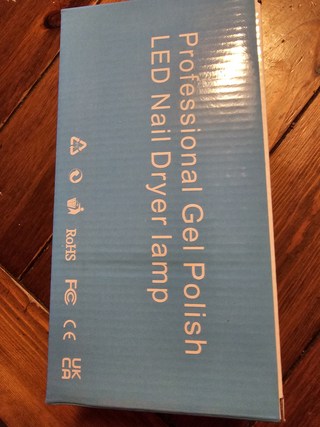 Professional Gel Polish
LED Nail Dryer lamp
RoHS FC CE UK
CA